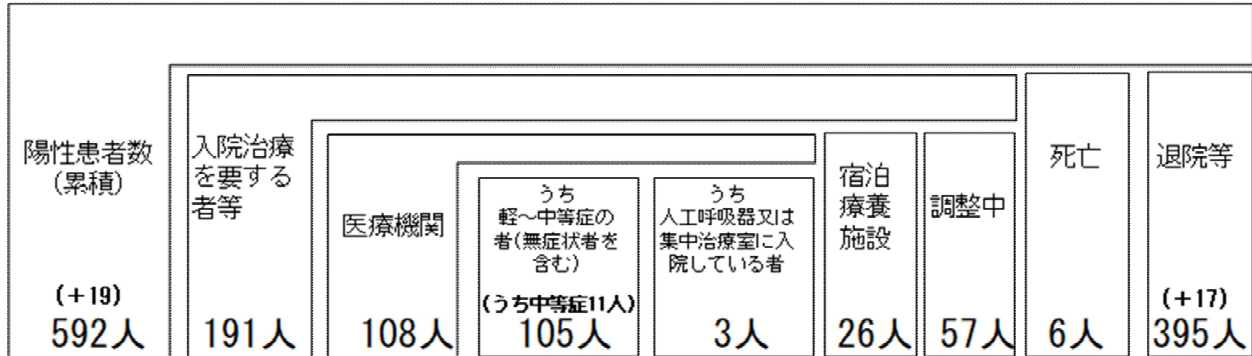 陽性患者数
(累積)
(+19)
592人
入院治療
を要する
者等
191人
医療機関
108人
うち
軽~中等症の
者(無症状者を
含む)
(うち中等症11人)
105人
うち
人工呼吸器又は
集中治療室に入
院している者
3人
宿泊
療養
施設
26人
調整中
57人
死亡
6人
退院等
(+17)
395人